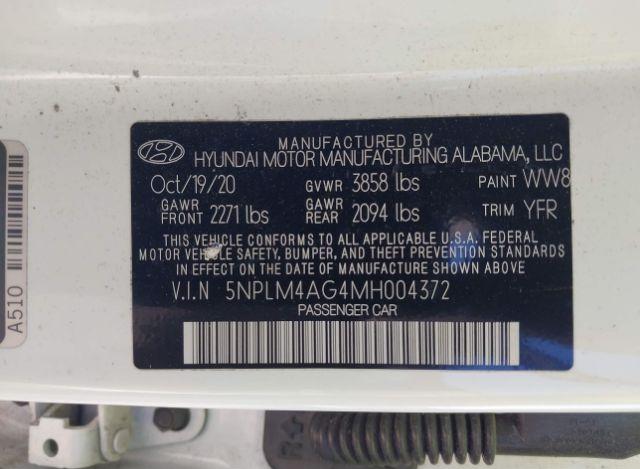 MANUFACTURED BY
HYUNDAI MOTOR MANUFACTURING ALABAMA, LLC
Oct/19/20 GVWR 3858 lbs PAINT WW8
GAWR FRONT 2271 lbs GAWR REAR 2094 lbs TRIM YFR
THIS VEHICLE CONFORMS TO ALL APPLICABLE U.S.A. FEDERAL
MOTOR VEHICLE SAFETY, BUMPER, AND THEFT PREVENTION STANDARDS
IN EFFECT ON THE DATE OF MANUFACTURE SHOWN ABOVE
V.I.N 5NPLM4AG4MH004372
PASSENGER CAR
A510